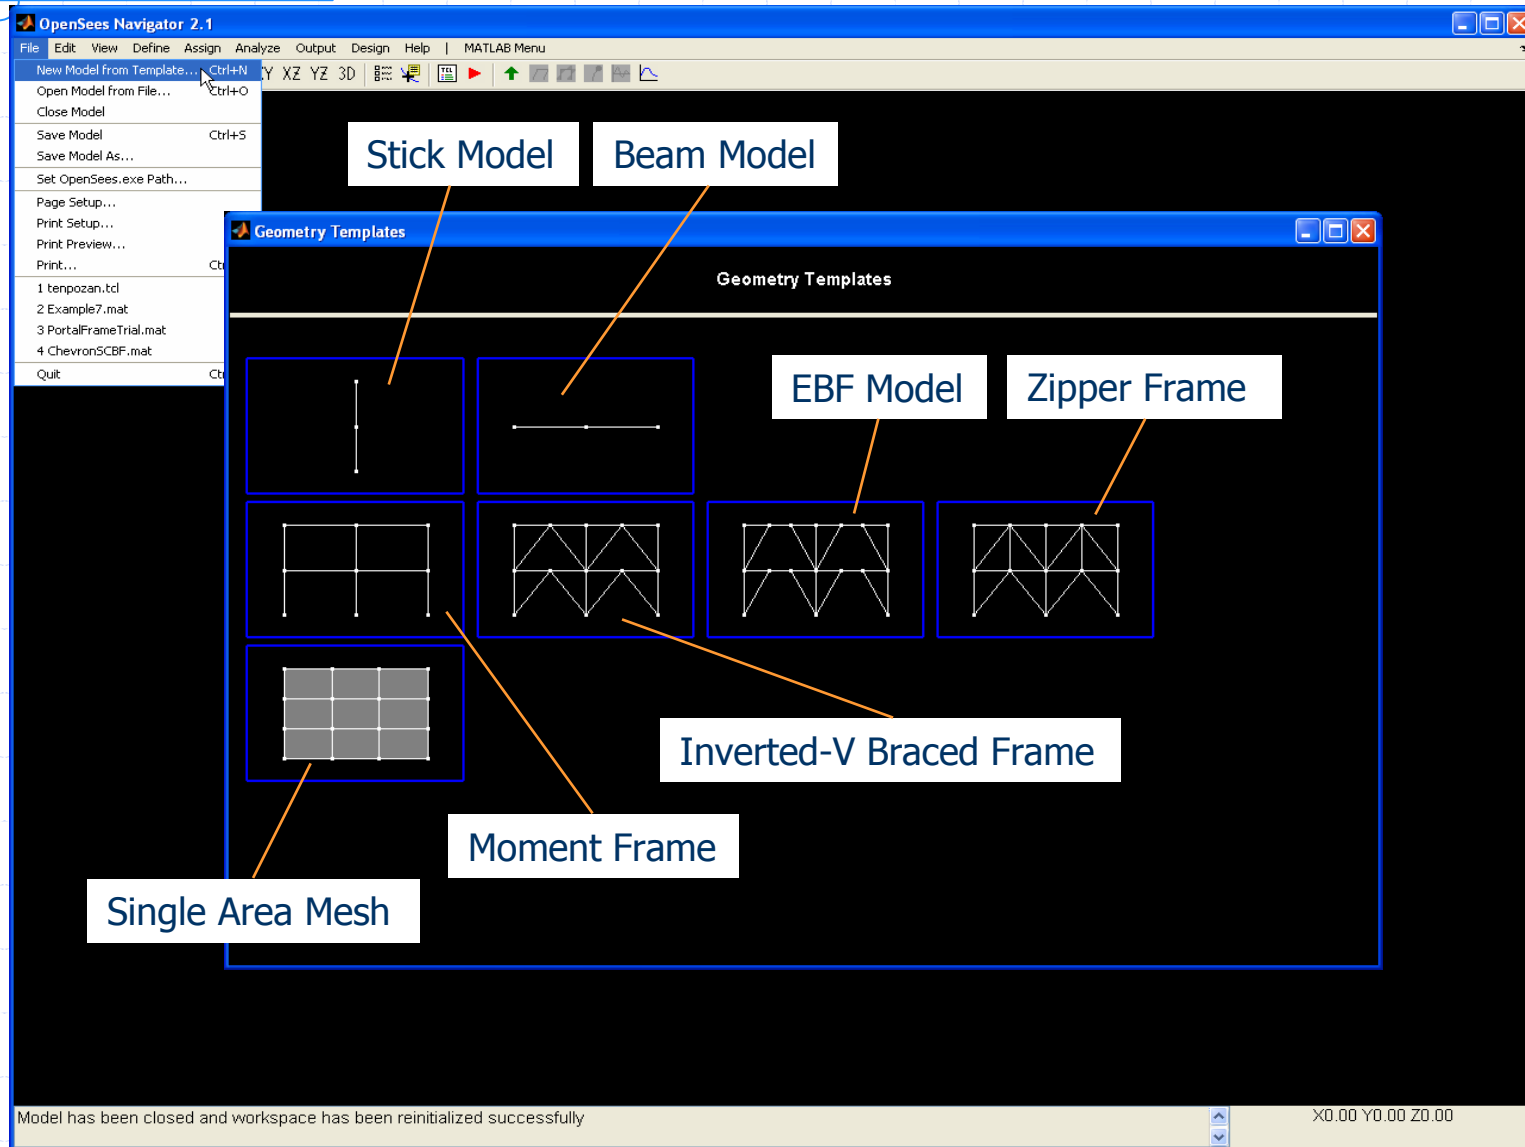 OpenSees Navigator 2.1
File Edit View Define Assign Analyze Output Design Help | MATLAB Menu
New Model from Template... Ctrl+N
XZ YZ 3D
Open Model from File... Ctrl+O
Close Model
Save Model Ctrl+S
Save Model As...
Set OpenSees.exe Path...
Page Setup...
Print Setup...
Print Preview...
Print...
1 tenpozan.tcl
2 Example7.mat
3 PortalFrameTrial.mat
4 ChevronSCBF.mat
Quit
Stick Model
Beam Model
Geometry Templates
Geometry Templates
EBF Model
Zipper Frame
Inverted-V Braced Frame
Moment Frame
Single Area Mesh
Model has been closed and workspace has been reinitialized successfully
X0.00 Y0.00 Z0.00